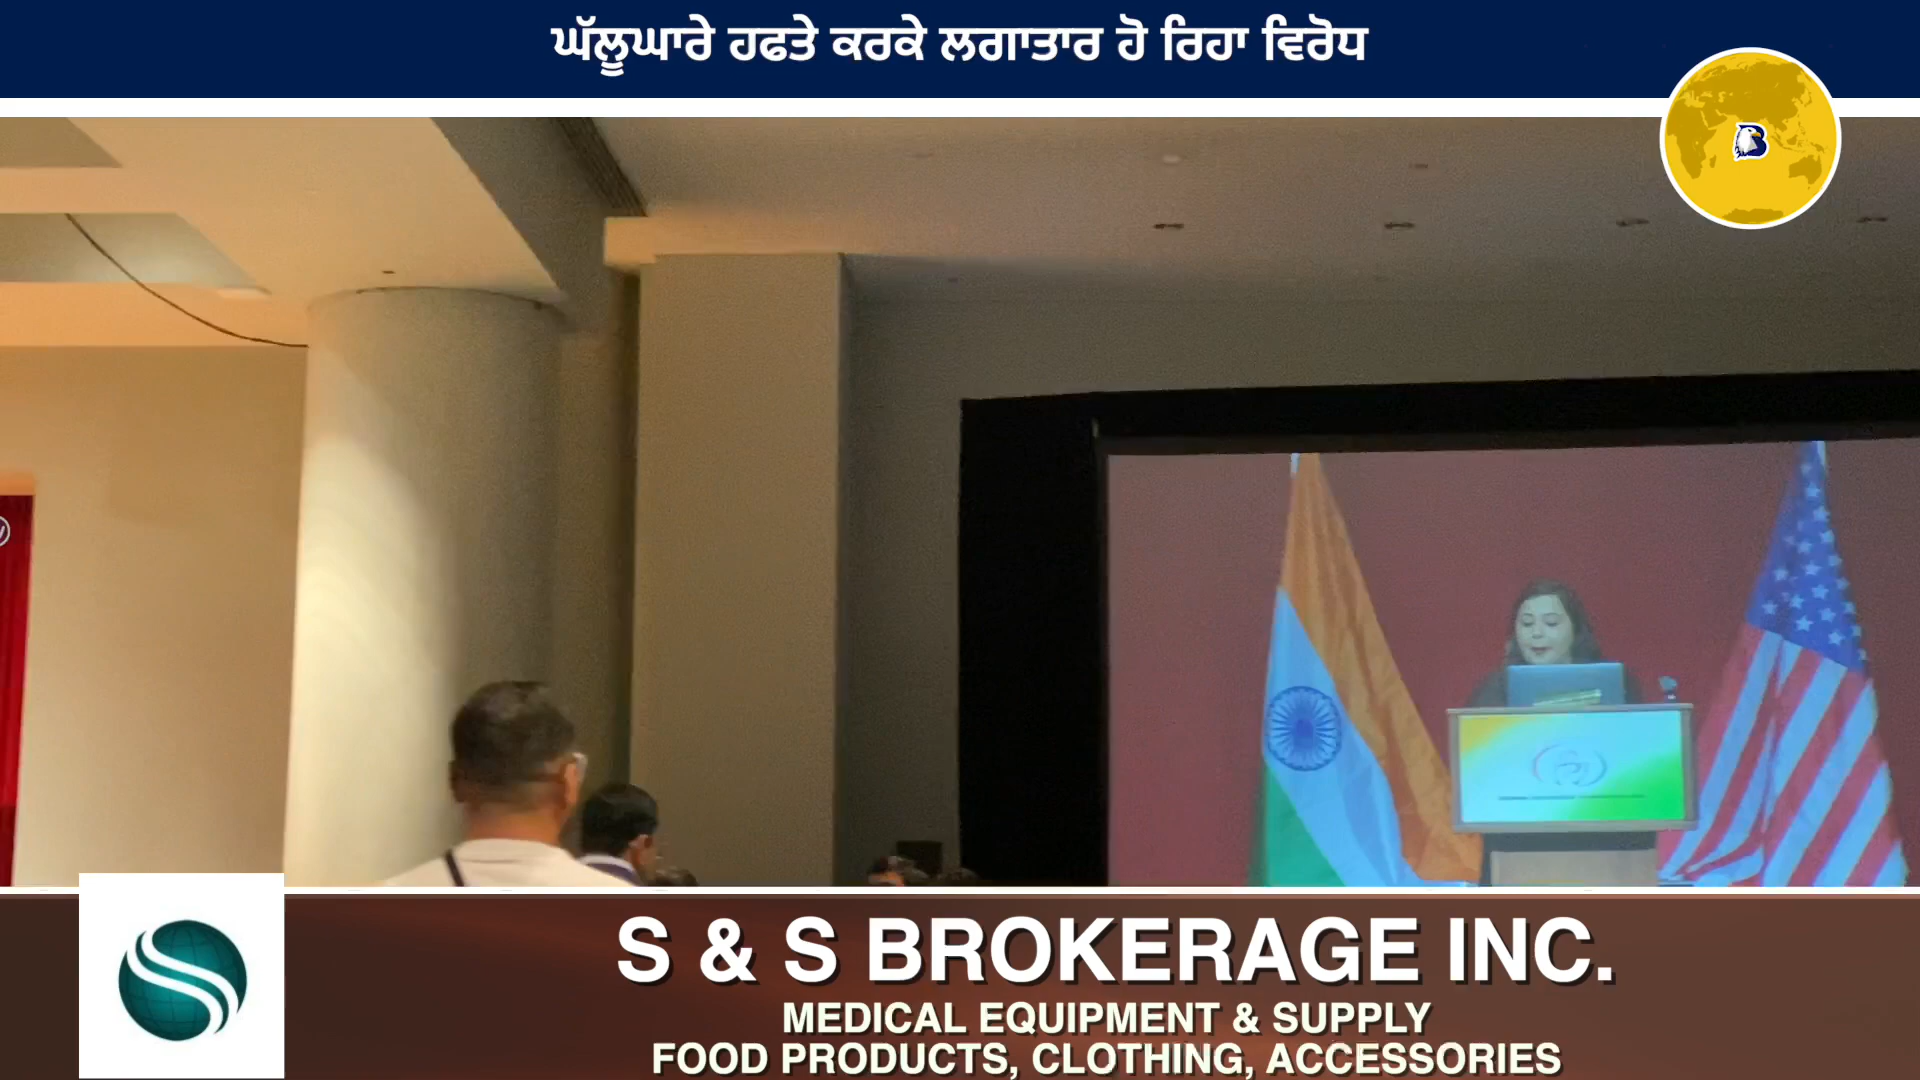 ਘੱਲੂਘਾਰੇ ਹਫਤੇ ਕਰਕੇ ਲਗਾਤਾਰ ਹੋ ਰਿਹਾ ਵਿਰੋਧ
B
S & S BROKERAGE INC.
MEDICAL EQUIPMENT & SUPPLY
FOOD PRODUCTS, CLOTHING, ACCESSORIES